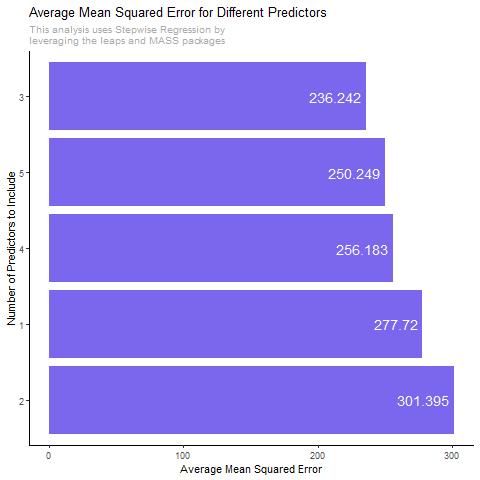 Average Mean Squared Error for Different Predictors
This analysis uses Stepwise Regression by
leveraging the leaps and MASS packages
Number of Predictors to Include
3
236.242
5
250.249
4
256.183
1
277.72
2
301.395
0
100
200
300
Average Mean Squared Error